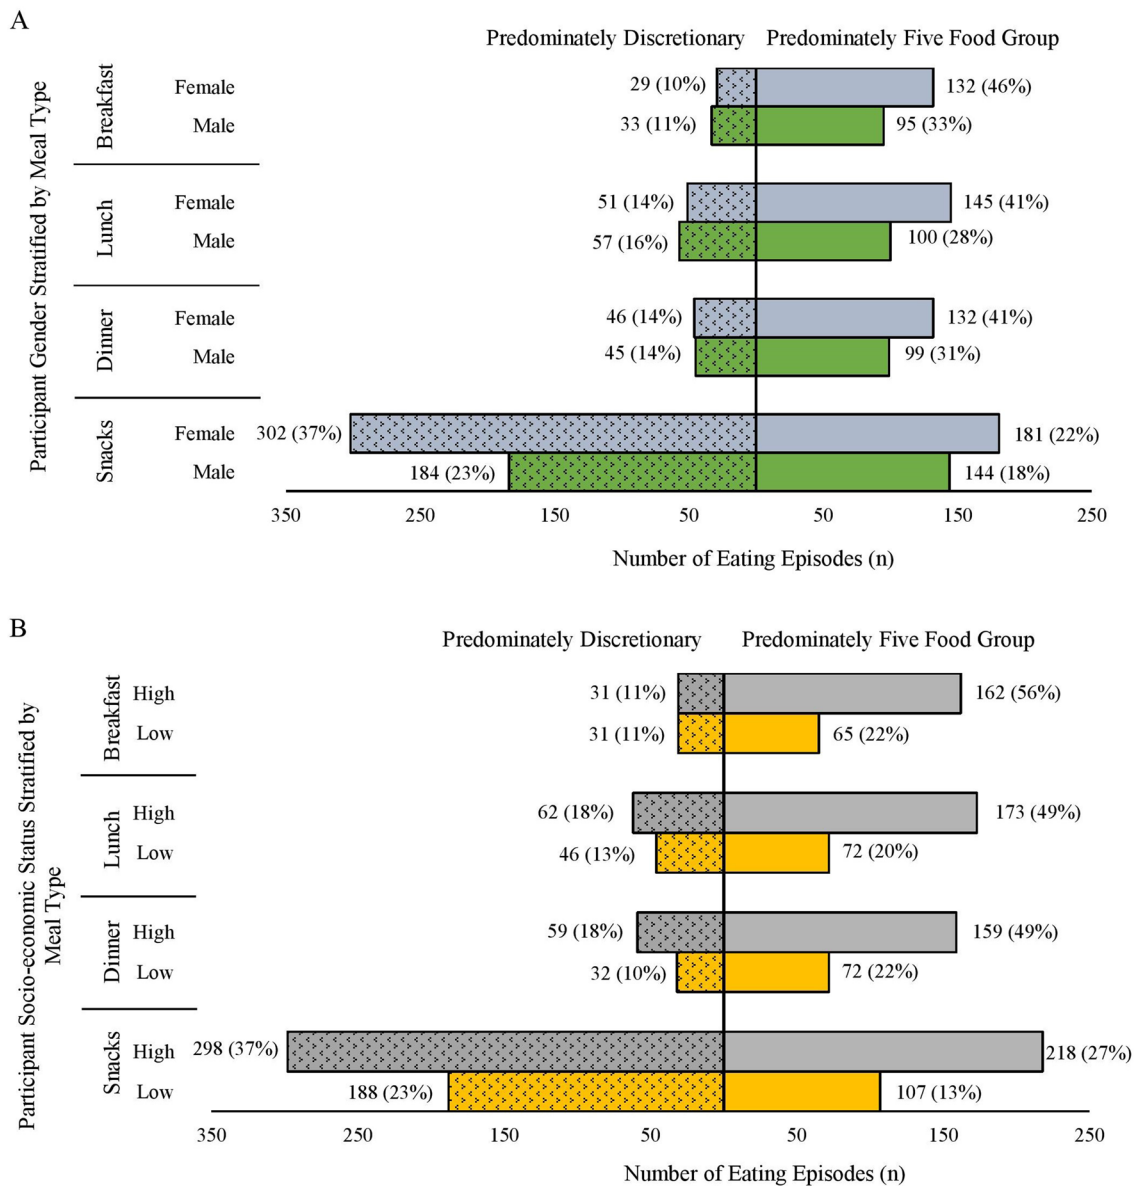 A
Predominately Discretionary Predominately Five Food Group
Participant Gender Stratified by Meal Type
Breakfast
Female 29 (10%) 132 (46%)
Male 33 (11%) 95 (33%)
Lunch
Female 51 (14%) 145 (41%)
Male 57 (16%) 100 (28%)
Dinner
Female 46 (14%) 132 (41%)
Male 45 (14%) 99 (31%)
Snacks
Female 302 (37%) 181 (22%)
Male 184 (23%) 144 (18%)
350 250 150 50 50 150 250
Number of Eating Episodes (n)
B
Predominately Discretionary Predominately Five Food Group
Participant Socio-economic Status Stratified by
Meal Type
Breakfast
High 31 (11%) 162 (56%)
Low 31 (11%) 65 (22%)
Lunch
High 62 (18%) 173 (49%)
Low 46 (13%) 72 (20%)
Dinner
High 59 (18%) 159 (49%)
Low 32 (10%) 72 (22%)
Snacks
High 298 (37%) 218 (27%)
Low 188 (23%) 107 (13%)
350 250 150 50 50 150 250
Number of Eating Episodes (n)